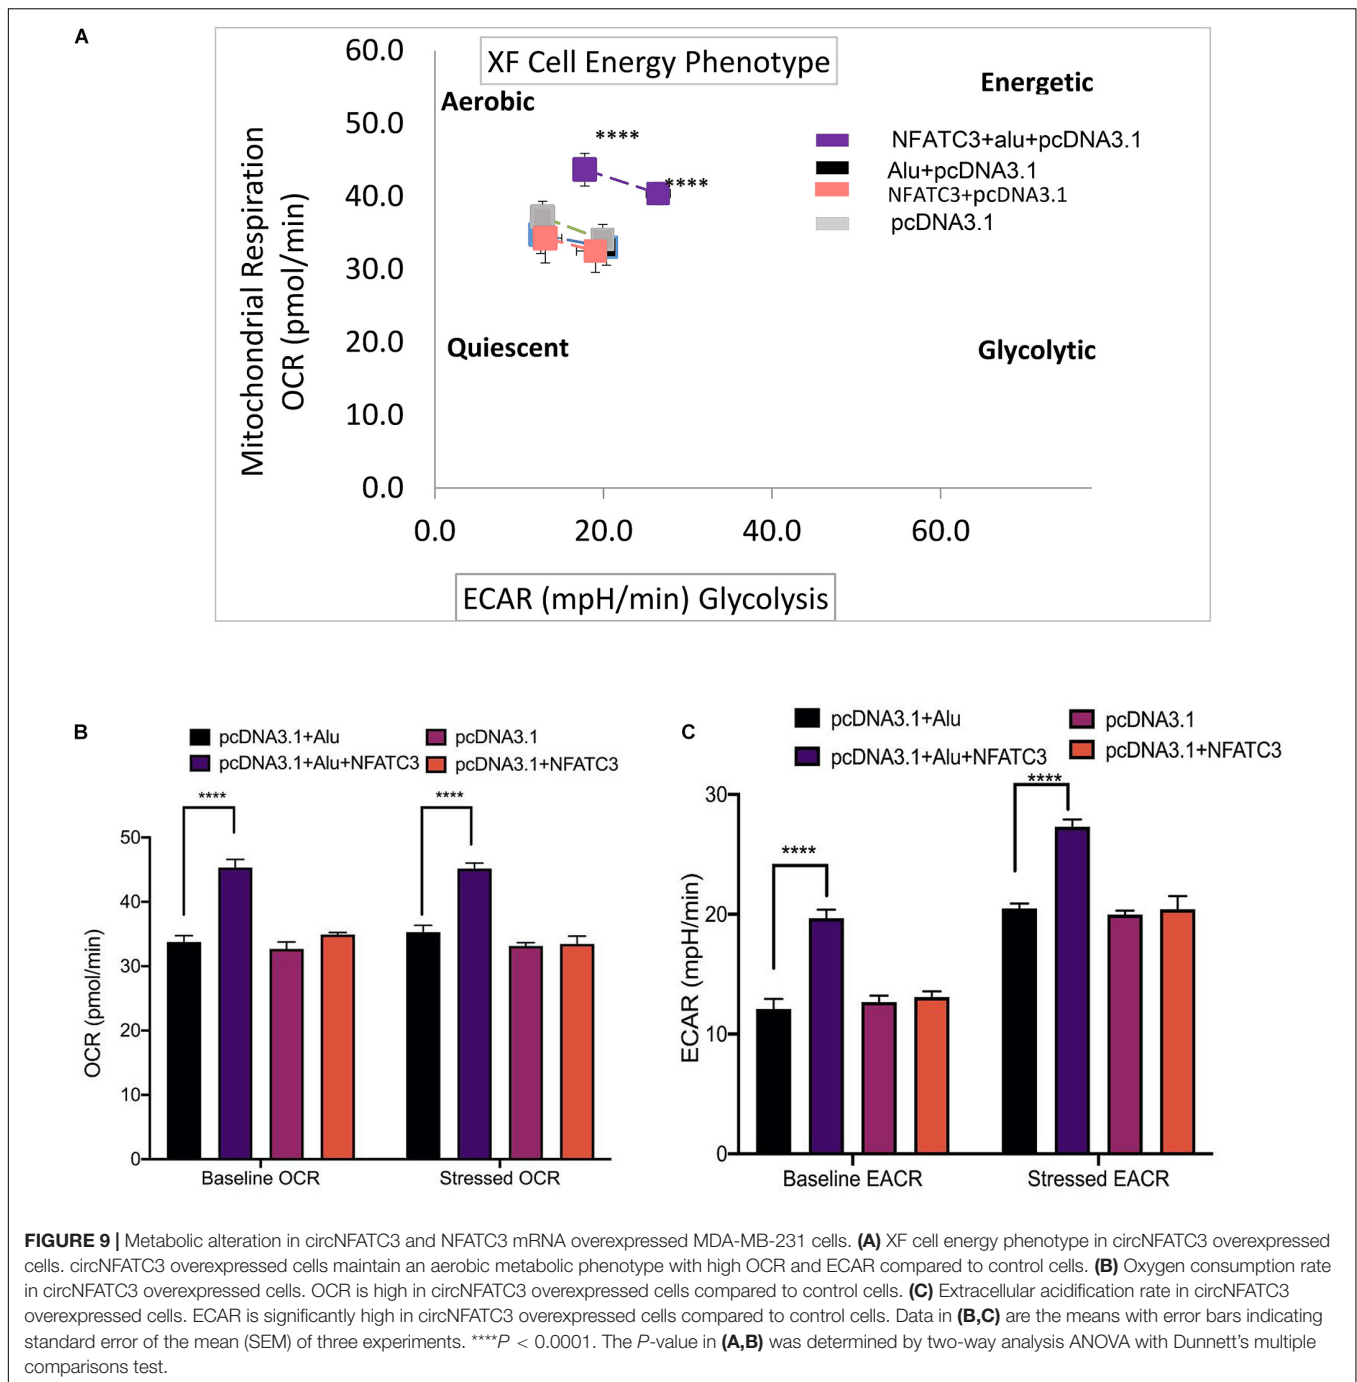 A
XF Cell Energy Phenotype
60.0
50.0
40.0
30.0
20.0
10.0
0.0
Mitochondrial Respiration
OCR (pmol/min)
Aerobic
Energetic
****
****
NFATC3+alu+pcDNA3.1
Alu+pcDNA3.1
NFATC3+pcDNA3.1
pcDNA3.1
Quiescent
Glycolytic
0.0 20.0 40.0 60.0
ECAR (mpH/min) Glycolysis
B
pcDNA3.1+Alu
pcDNA3.1
pcDNA3.1+Alu+NFATC3
pcDNA3.1+NFATC3
**** ****
50
40
30
20
10
0
OCR (pmol/min)
Baseline OCR Stressed OCR
C
pcDNA3.1+Alu
pcDNA3.1
pcDNA3.1+Alu+NFATC3
pcDNA3.1+NFATC3
****
****
30
20
10
0
ECAR (mpH/min)
Baseline EACR Stressed EACR
FIGURE 9 | Metabolic alteration in circNFATC3 and NFATC3 mRNA overexpressed MDA-MB-231 cells. (A) XF cell energy phenotype in circNFATC3 overexpressed
cells. circNFATC3 overexpressed cells maintain an aerobic metabolic phenotype with high OCR and ECAR compared to control cells. (B) Oxygen consumption rate
in circNFATC3 overexpressed cells. OCR is high in circNFATC3 overexpressed cells compared to control cells. (C) Extracellular acidification rate in circNFATC3
overexpressed cells. ECAR is significantly high in circNFATC3 overexpressed cells compared to control cells. Data in (B,C) are the means with error bars indicating
standard error of the mean (SEM) of three experiments. ****P < 0.0001. The P-value in (A,B) was determined by two-way analysis ANOVA with Dunnett's multiple
comparisons test.